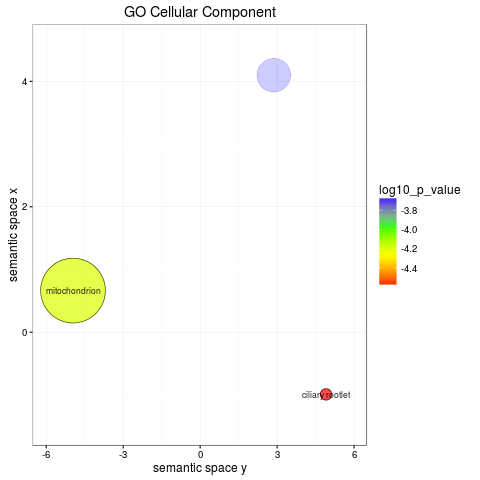 GO Cellular Component
semantic space x
4
2
0
mitochondrion
ciliary rootlet
-6
-3
0
3
6
semantic space y
log10_p_value
-3.8
-4.0
-4.2
-4.4